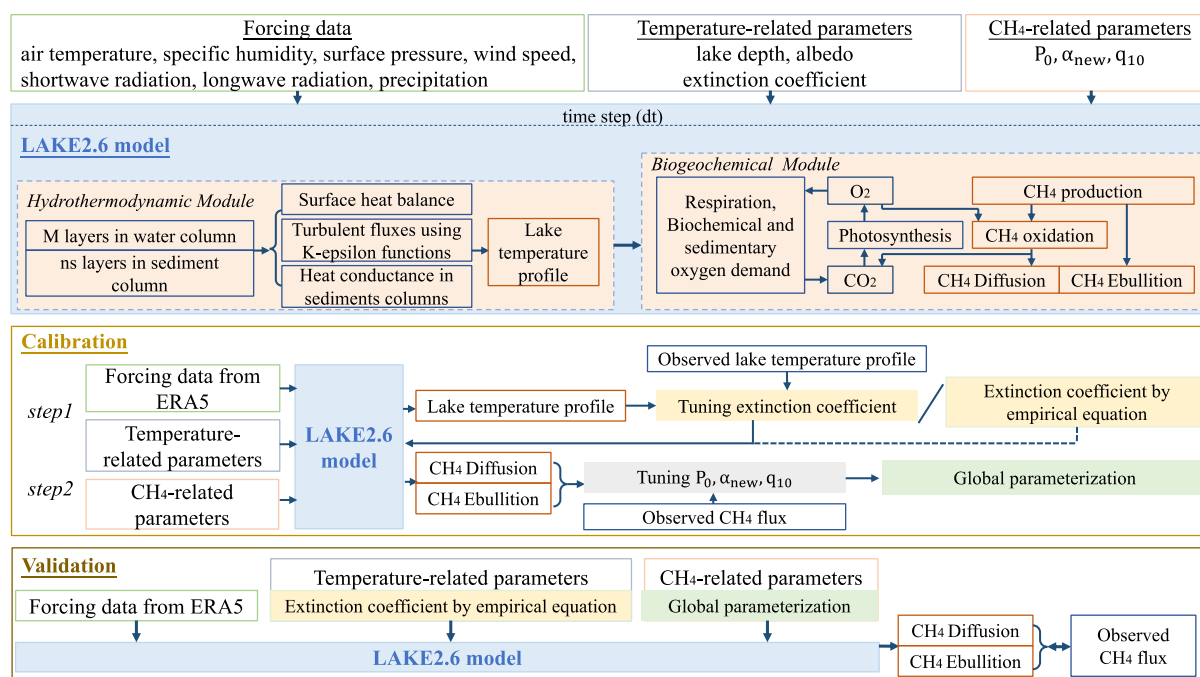 Forcing data
air temperature, specific humidity, surface pressure, wind speed,
shortwave radiation, longwave radiation, precipitation
Temperature-related parameters
lake depth, albedo
extinction coefficient
CH₄-related parameters
P₀, α_new, q₁₀
time step (dt)
LAKE2.6 model
Hydrothermodynamic Module
M layers in water column
ns layers in sediment
column
Surface heat balance
Turbulent fluxes using
K-epsilon functions
Heat conductance in
sediments columns
Lake
temperature
profile
Biogeochemical Module
Respiration,
Biochemical and
sedimentary
oxygen demand
O₂
Photosynthesis
CO₂
CH₄ production
CH₄ oxidation
CH₄ Diffusion
CH₄ Ebullition
Calibration
step1
step2
Forcing data from
ERA5
Temperature-
related parameters
CH₄-related
parameters
LAKE2.6
model
Observed lake temperature profile
Lake temperature profile
Tuning extinction coefficient
Extinction coefficient by
empirical equation
CH₄ Diffusion
CH₄ Ebullition
Tuning P₀, α_new, q₁₀
Observed CH₄ flux
Global parameterization
Validation
Forcing data from ERA5
Temperature-related parameters
Extinction coefficient by empirical equation
CH₄-related parameters
Global parameterization
LAKE2.6 model
CH₄ Diffusion
CH₄ Ebullition
Observed
CH₄ flux